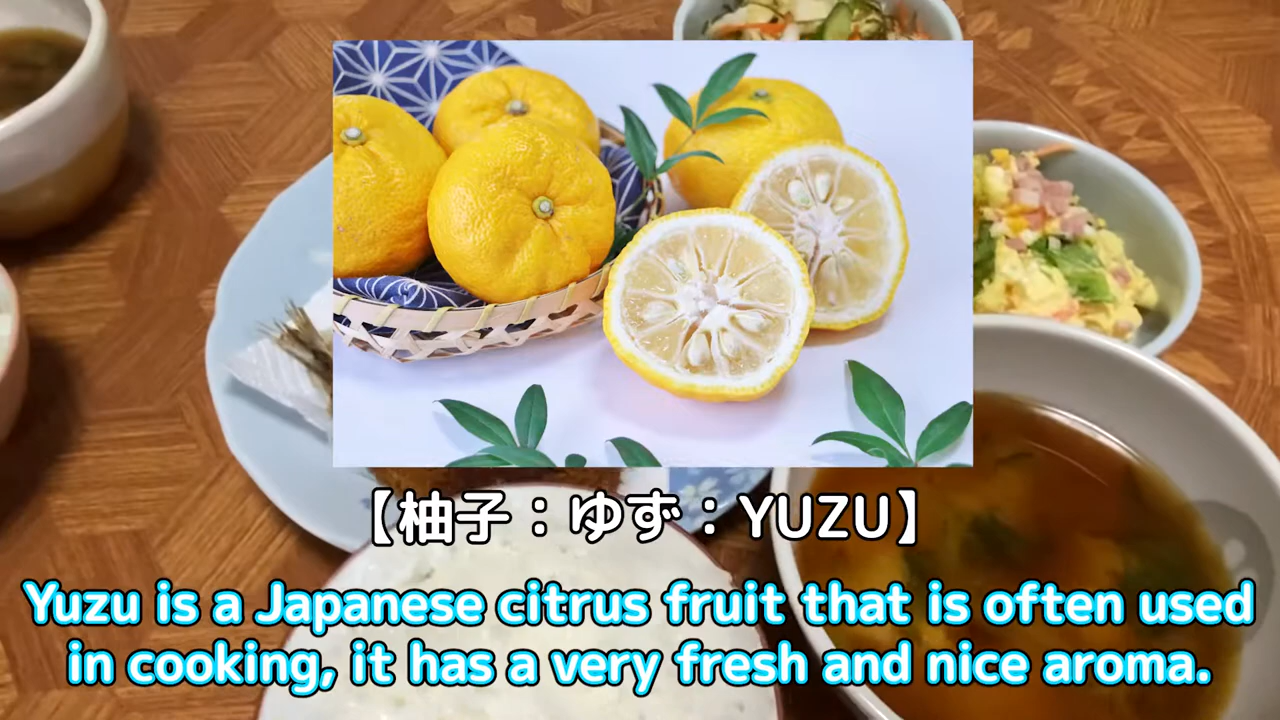 【柚子：ゆず：YUZU】
Yuzu is a Japanese citrus fruit that is often used
in cooking, it has a very fresh and nice aroma.